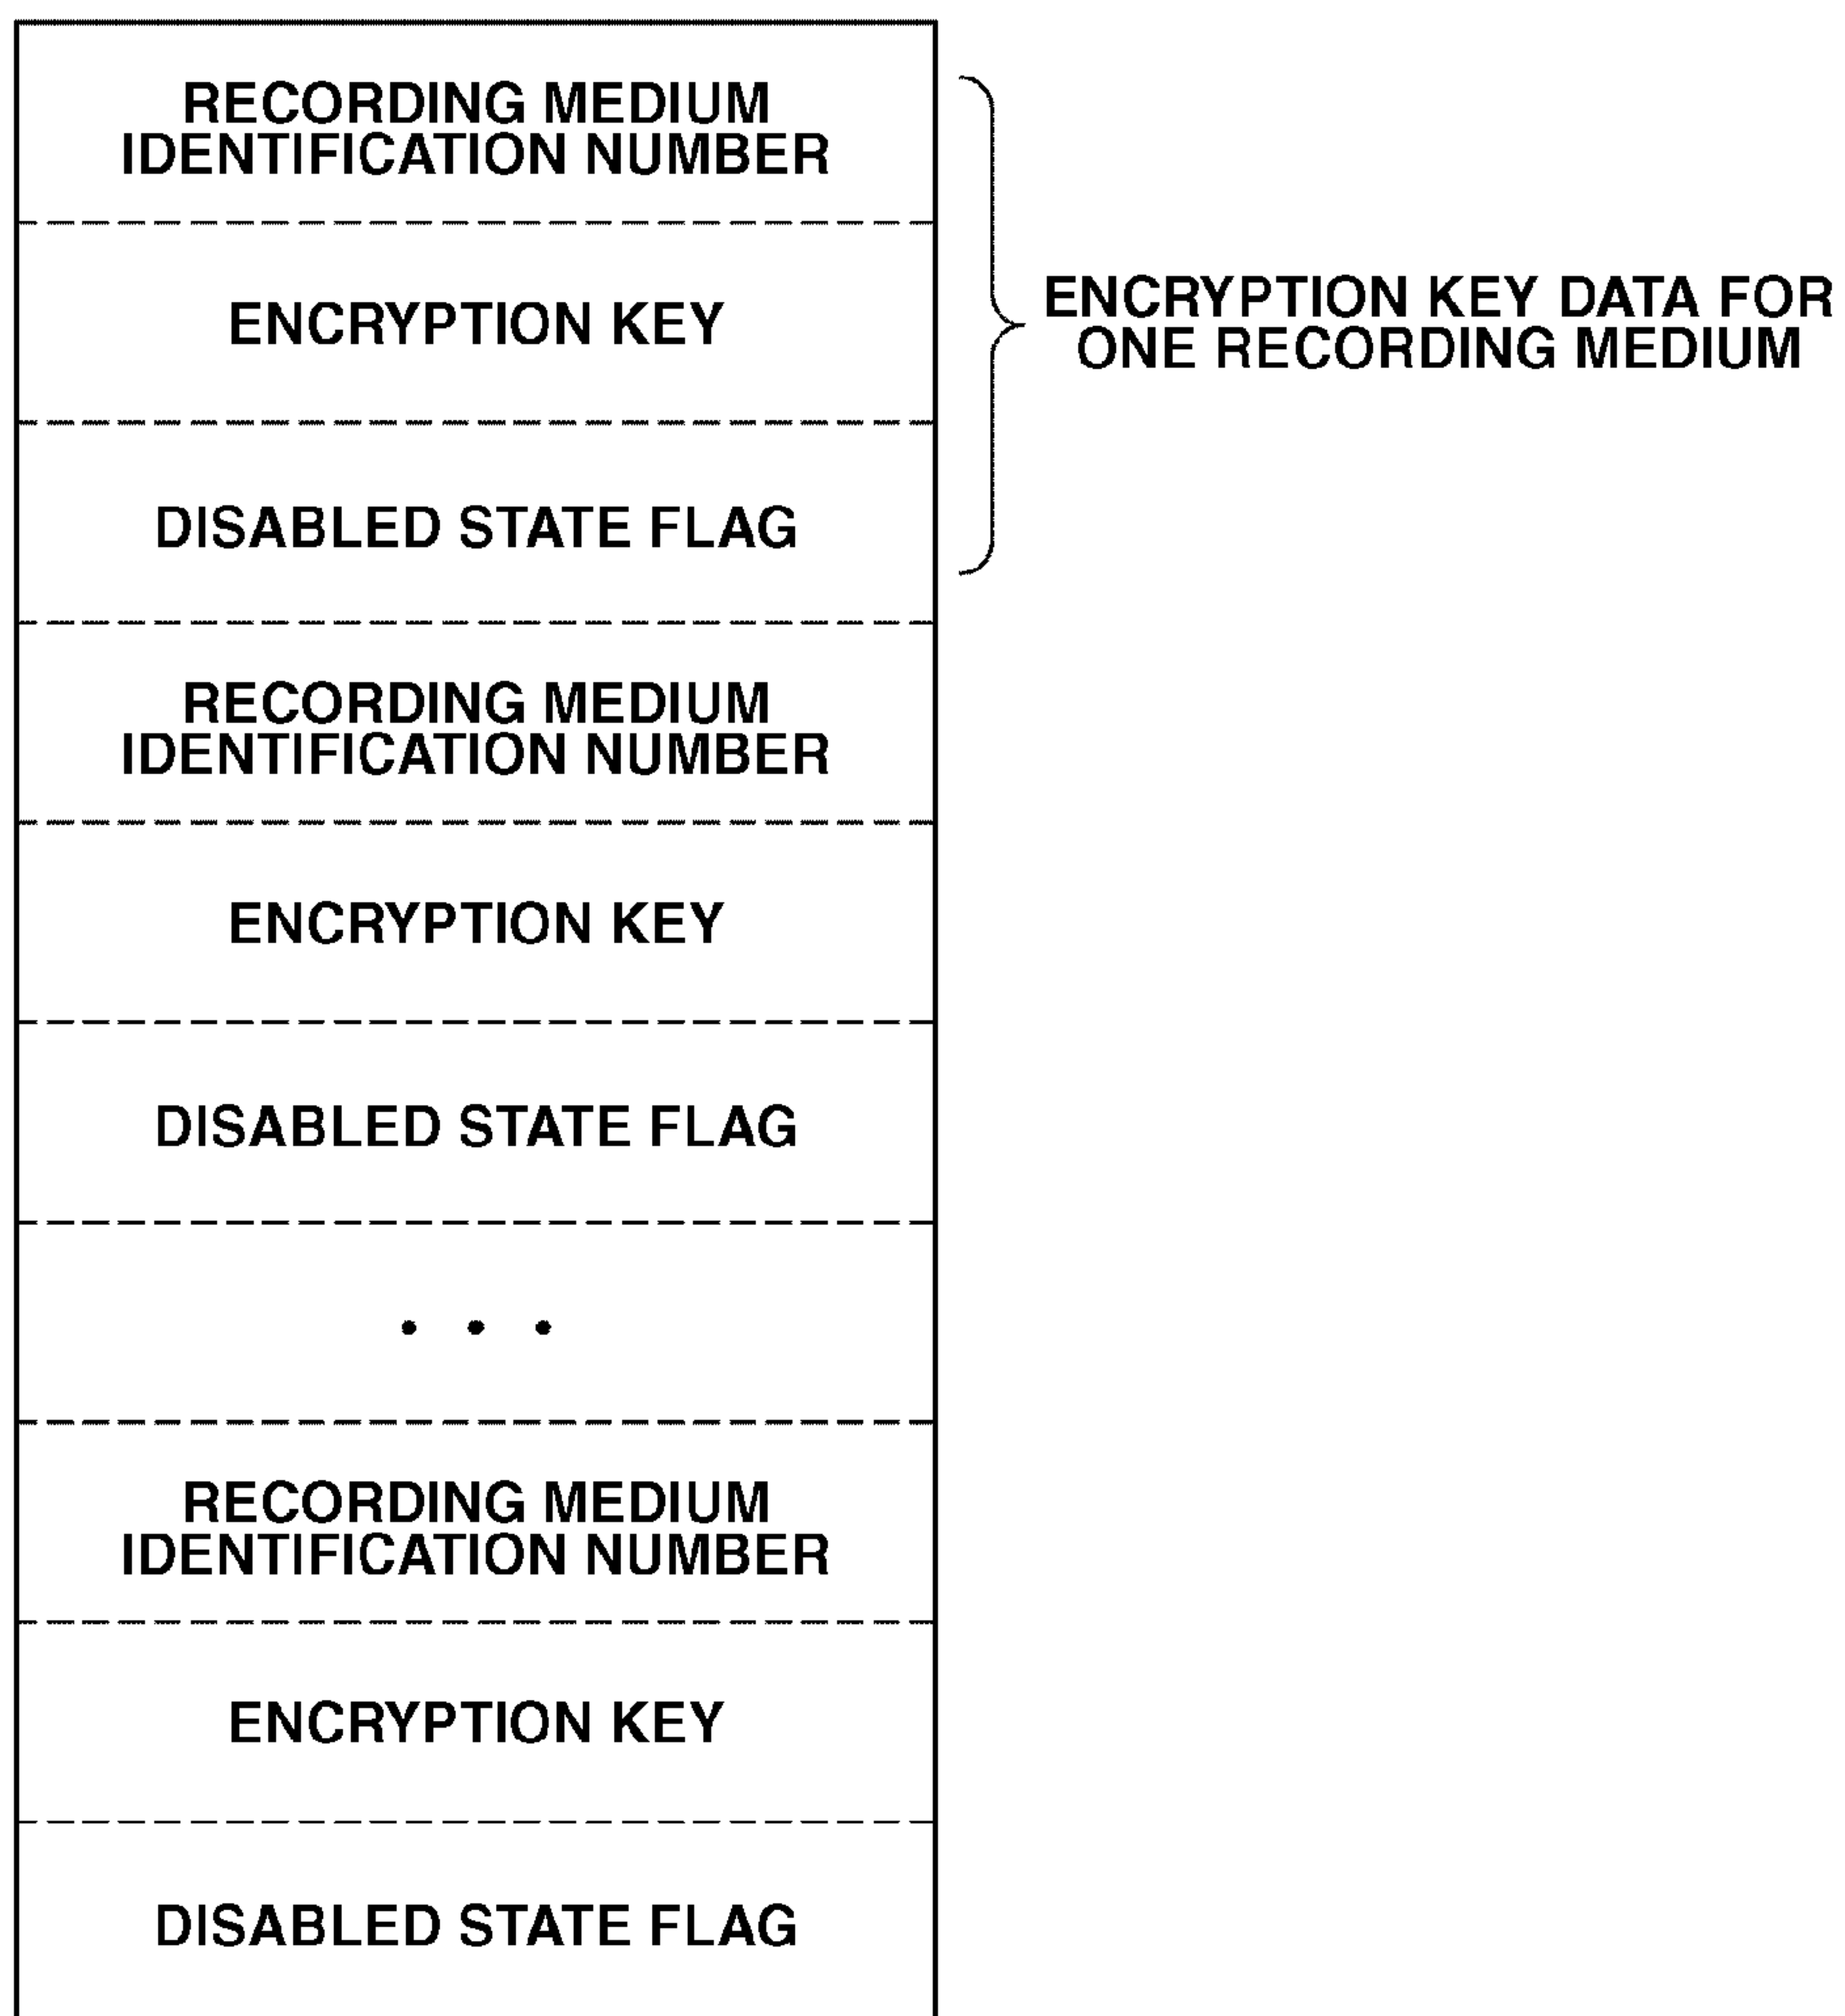 RECORDING MEDIUM
IDENTIFICATION NUMBER
ENCRYPTION KEY
ENCRYPTION KEY DATA FOR
ONE RECORDING MEDIUM
DISABLED STATE FLAG
RECORDING MEDIUM
IDENTIFICATION NUMBER
ENCRYPTION KEY
DISABLED STATE FLAG
. . .
RECORDING MEDIUM
IDENTIFICATION NUMBER
ENCRYPTION KEY
DISABLED STATE FLAG